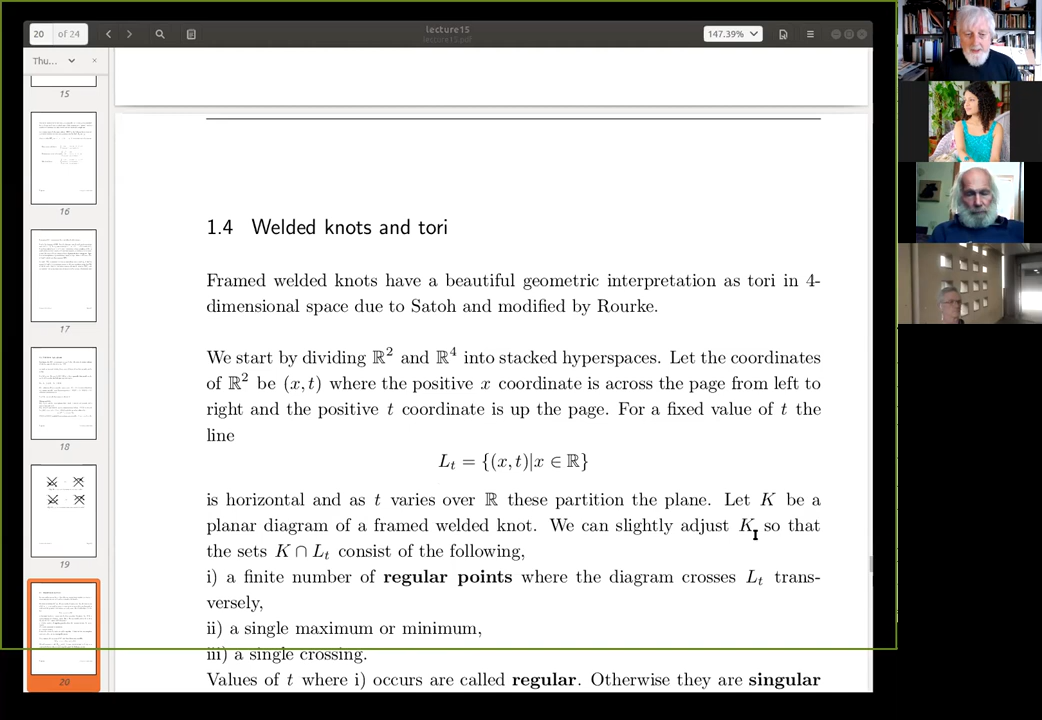 20 of 24
lecture15
lecture15.pdf
147.39%
Thu...
15
16
17
18
19
20
1.4 Welded knots and tori
Framed welded knots have a beautiful geometric interpretation as tori in 4-
dimensional space due to Satoh and modified by Rourke.
We start by dividing ℝ² and ℝ⁴ into stacked hyperspaces. Let the coordinates
of ℝ² be (x, t) where the positive x coordinate is across the page from left to
right and the positive t coordinate is up the page. For a fixed value of t the
line
Lₜ = {(x, t)|x ∈ ℝ}
is horizontal and as t varies over ℝ these partition the plane. Let K be a
planar diagram of a framed welded knot. We can slightly adjust K so that
the sets K ∩ Lₜ consist of the following,
i) a finite number of regular points where the diagram crosses Lₜ trans-
versely,
ii) a single maximum or minimum,
iii) a single crossing.
Values of t where i) occurs are called regular. Otherwise they are singular